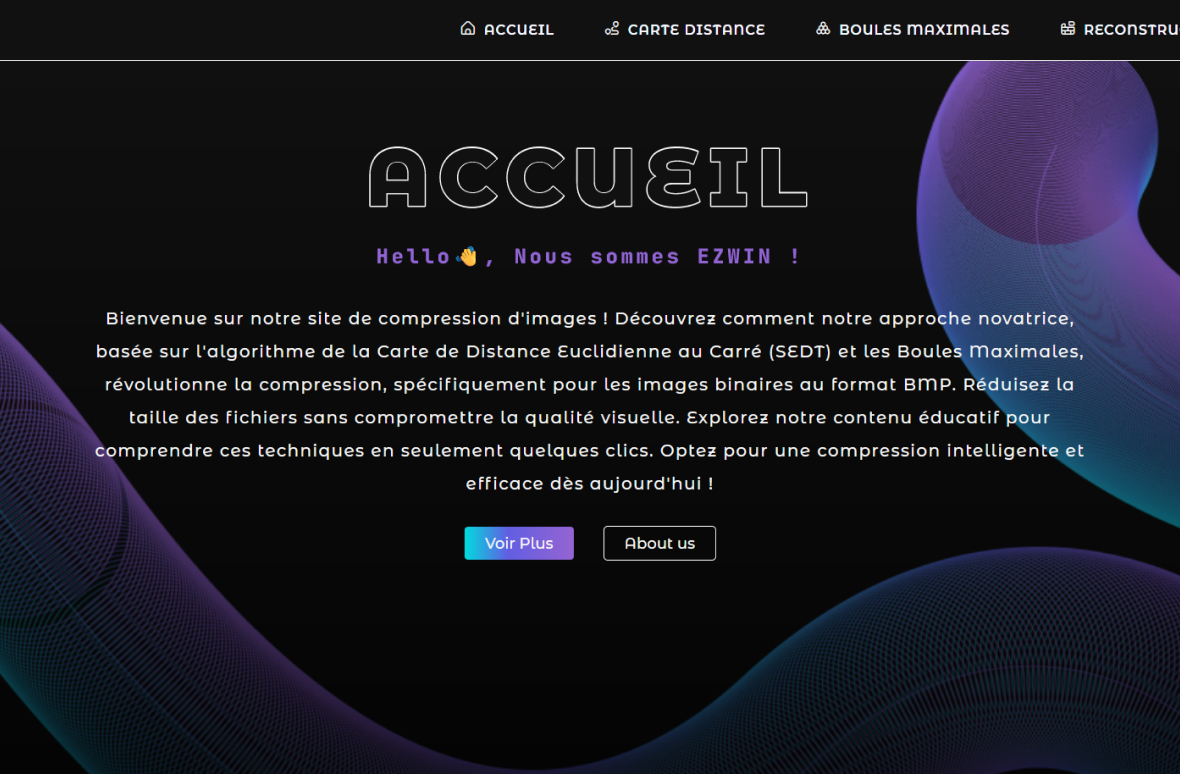 ACCUEIL
CARTE DISTANCE
BOULES MAXIMALES
ACCUEIL
Hello👋, Nous sommes EZWIN !
Bienvenue sur notre site de compression d'images ! Découvrez comment notre approche novatrice,
basée sur l'algorithme de la Carte de Distance Euclidienne au Carré (SEDT) et les Boules Maximales,
révolutionne la compression, spécifiquement pour les images binaires au format BMP. Réduisez la
taille des fichiers sans compromettre la qualité visuelle. Explorez notre contenu éducatif pour
comprendre ces techniques en seulement quelques clics. Optez pour une compression intelligente et
efficace dès aujourd'hui !
Voir Plus
About us